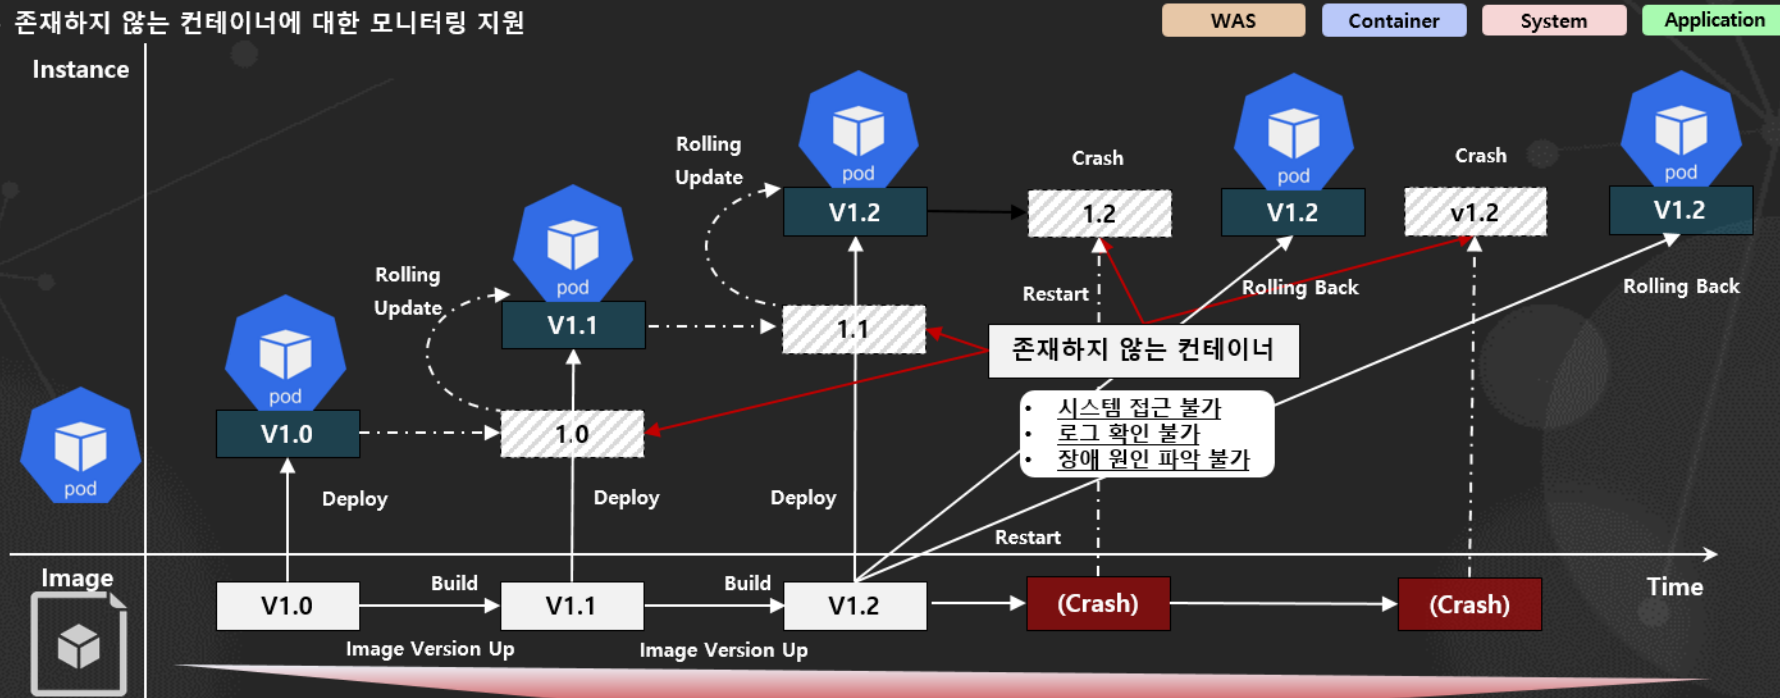 존재하지 않는 컨테이너에 대한 모니터링 지원
WAS
Container
System
Application
Instance
pod
V1.0
pod
V1.1
pod
V1.2
pod
V1.2
pod
V1.2
pod
Rolling
Update
Rolling
Update
1.0
1.1
Crash
1.2
Crash
v1.2
Restart
Rolling Back
Rolling Back
존재하지 않는 컨테이너
• 시스템 접근 불가
• 로그 확인 불가
• 장애 원인 파악 불가
Deploy
Deploy
Deploy
Restart
Image
Time
V1.0
Build
V1.1
Build
V1.2
(Crash)
(Crash)
Image Version Up
Image Version Up